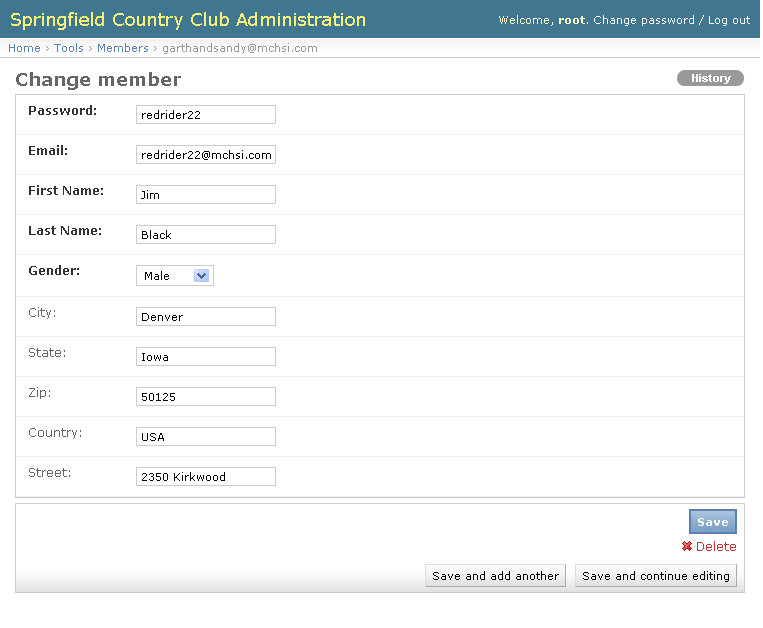 Springfield Country Club Administration
Welcome, root. Change password / Log out
Home › Tools › Members › garthandsandy@mchsi.com
Change member
History
Password: redrider22
Email: redrider22@mchsi.com
First Name: Jim
Last Name: Black
Gender: Male
City: Denver
State: Iowa
Zip: 50125
Country: USA
Street: 2350 Kirkwood
Save
Delete
Save and add another
Save and continue editing